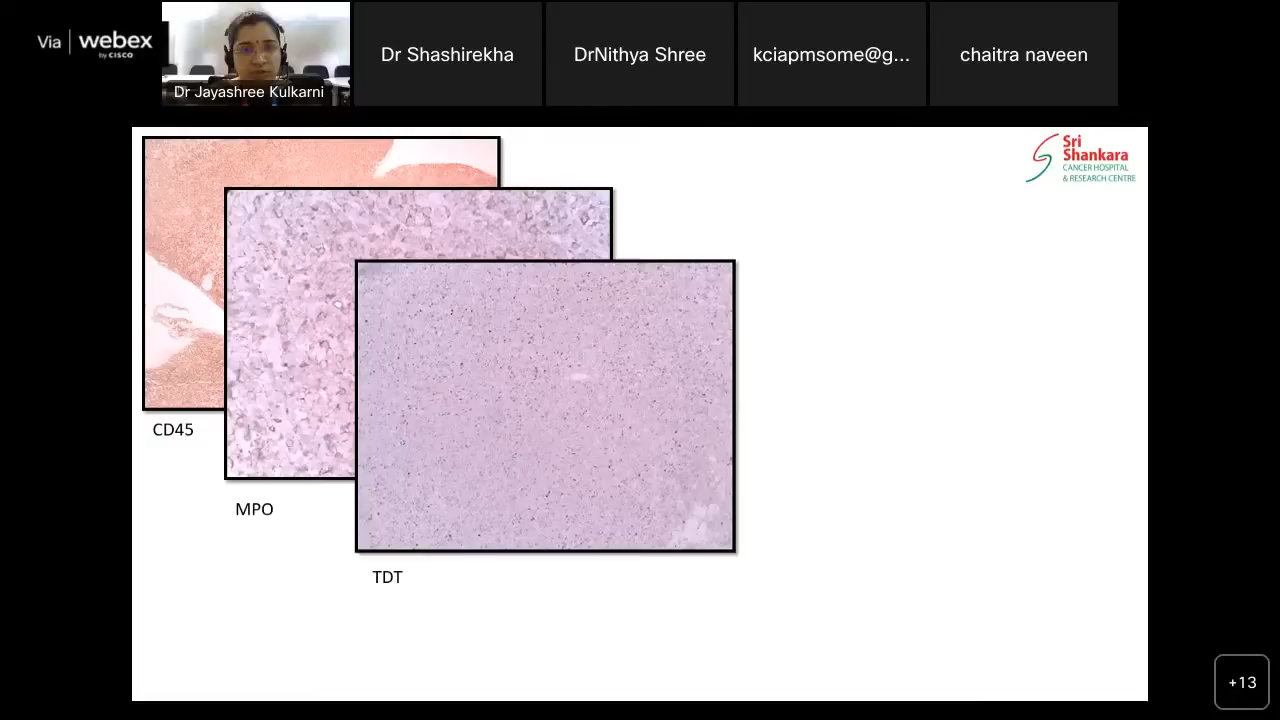 Via webex
by CISCO
Dr Jayashree Kulkarni
Dr Shashirekha
DrNithya Shree
kciapmsome@g...
chaitra naveen
Sri
Shankara
CANCER HOSPITAL
& RESEARCH CENTRE
CD45
MPO
TDT
+13